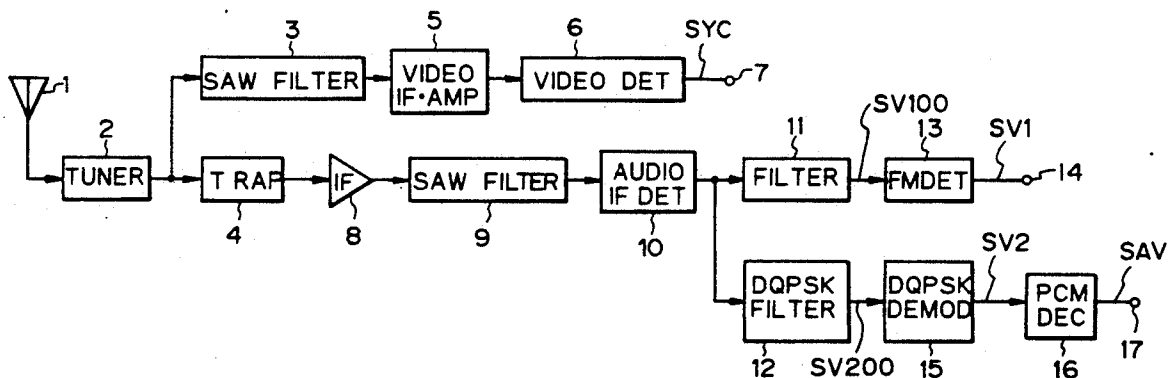 1
2
TUNER
3
SAW FILTER
5
VIDEO
IF·AMP
6
VIDEO DET
SYC
7
TRAP
4
IF
8
SAW FILTER
9
AUDIO
IF DET
10
11
FILTER
SV100
13
FMDET
SV1
14
DQPSK
FILTER
12
SV200
DQPSK
DEMOD
15
SV2
PCM
DEC
16
SAV
17